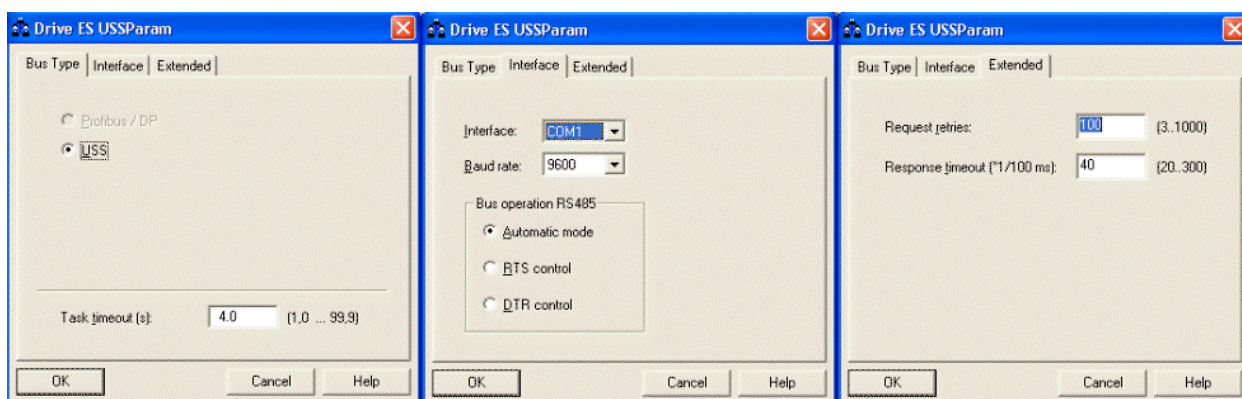 Drive ES USSParam
Bus Type Interface Extended
Profibus / DP
USS
Task timeout (s): 4.0 (1,0 ... 99,9)
OK Cancel Help
Drive ES USSParam
Bus Type Interface Extended
Interface: COM1
Baud rate: 9600
Bus operation RS485
Automatic mode
RTS control
DTR control
OK Cancel Help
Drive ES USSParam
Bus Type Interface Extended
Request retries: 100 (3..1000)
Response timeout (*1/100 ms): 40 (20..300)
OK Cancel Help